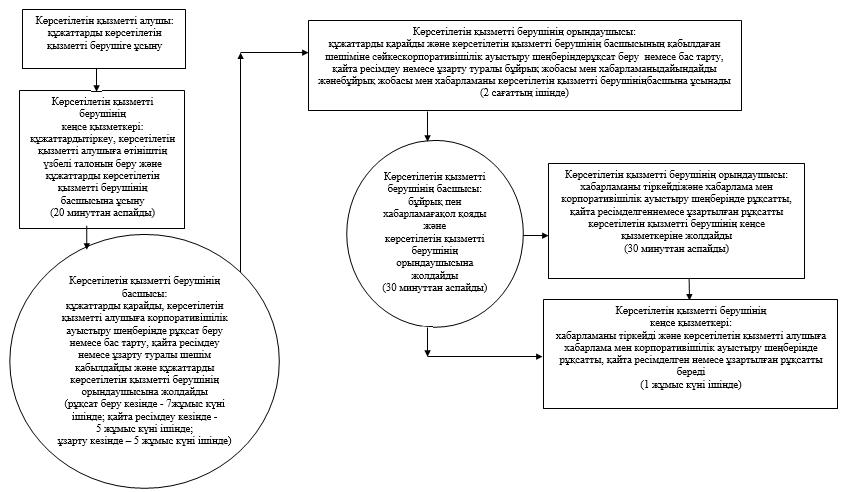 Көрсетілетін қызметті алушы:
құжаттарды көрсетілетін
қызметті берушіге ұсыну
Көрсетілетін қызметті
берушінің
кеңсе қызметкері:
құжаттардытіркеу, көрсетілетін
қызметті алушыға өтініштің
үзбелі талонын беру және
құжаттарды көрсетілетін
қызметті берушінің
басшысына ұсыну
(20 минуттан аспайды)
Көрсетілетін қызметті берушінің
басшысы:
құжаттарды қарайды, көрсетілетін
қызметті алушыға корпоративішілік
ауыстыру шеңберінде рұқсат беру
немесе бас тарту, қайта ресімдеу
немесе ұзарту туралы шешім
қабылдайды және құжаттарды
көрсетілетін қызметті берушінің
орындаушысына жолдайды
(рұқсат беру кезінде - 7жұмыс күні
ішінде; қайта ресімдеу кезінде -
5 жұмыс күні ішінде;
ұзарту кезінде – 5 жұмыс күні ішінде)
Көрсетілетін қызметті берушінің орындаушысы:
құжаттарды қарайды және көрсетілетін қызметті берушінің басшысының қабылдаған
шешіміне сәйкескорпоративішілік ауыстыру шеңберіндерұқсат беру немесе бас тарту,
қайта ресімдеу немесе ұзарту туралы бұйрық жобасы мен хабарламаныдайындайды
жәнебұйрық жобасы мен хабарламаны көрсетілетін қызметті берушініңбасшына ұсынады
(2 сағаттың ішінде)
Көрсетілетін қызметті
берушінің басшысы:
бұйрық пен
хабарламағақол қояды
және
көрсетілетін қызметті
берушінің
орындаушысына
жолдайды
(30 минуттан аспайды)
Көрсетілетін қызметті берушінің орындаушысы:
хабарламаны тіркейдіжәне хабарлама мен
корпоративішілік ауыстыру шеңберінде рұқсатты,
қайта ресімделгеннемесе ұзартылған рұқсатты
көрсетілетін қызметті берушінің кеңсе
қызметкеріне жолдайды
(30 минуттан аспайды)
Көрсетілетін қызметті берушінің
кеңсе қызметкері:
хабарламаны тіркейді және көрсетілетін қызметті алушыға
хабарлама мен корпоративішілік ауыстыру шеңберінде
рұқсатты, қайта ресімделген немесе ұзартылған рұқсатты
береді
(1 жұмыс күні ішінде)